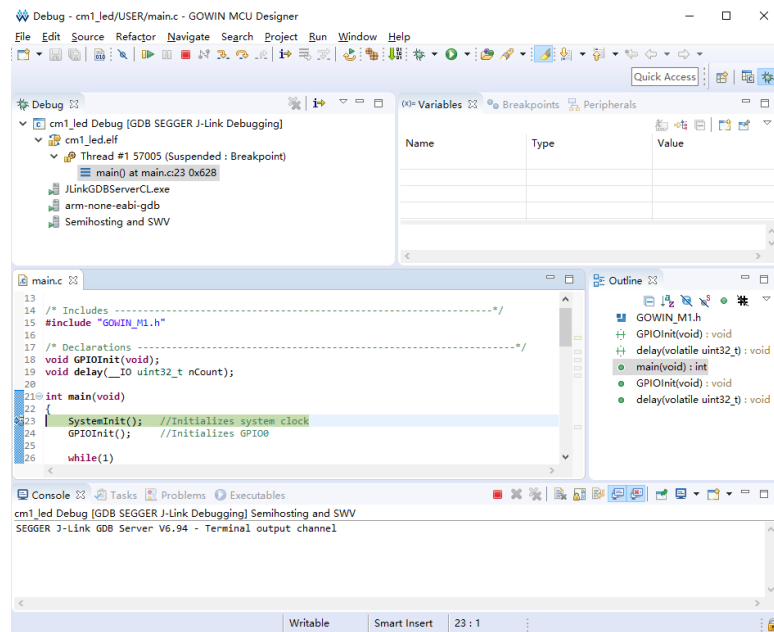 Debug - cm1_led/USER/main.c - GOWIN MCU Designer
File Edit Source Refactor Navigate Search Project Run Window Help
Quick Access
Debug
cm1_led Debug [GDB SEGGER J-Link Debugging]
cm1_led.elf
Thread #1 57005 (Suspended : Breakpoint)
main() at main.c:23 0x628
JLinkGDBServerCL.exe
arm-none-eabi-gdb
Semihosting and SWV
(x)= Variables Breakpoints Peripherals
Name Type Value
main.c
13
14 /* Includes ------------------------------------------------------------------*/
15 #include "GOWIN_M1.h"
16
17 /* Declarations ------------------------------------------------------------------*/
18 void GPIOInit(void);
19 void delay(__IO uint32_t nCount);
20
21 int main(void)
22 {
23 SystemInit(); //Initializes system clock
24 GPIOInit(); //Initializes GPIO0
25
26 while(1)
Outline
GOWIN_M1.h
GPIOInit(void) : void
delay(volatile uint32_t) : void
main(void) : int
GPIOInit(void) : void
delay(volatile uint32_t) : void
Console Tasks Problems Executables
cm1_led Debug [GDB SEGGER J-Link Debugging] Semihosting and SWV
SEGGER J-Link GDB Server V6.94 - Terminal output channel
Writable Smart Insert 23 : 1